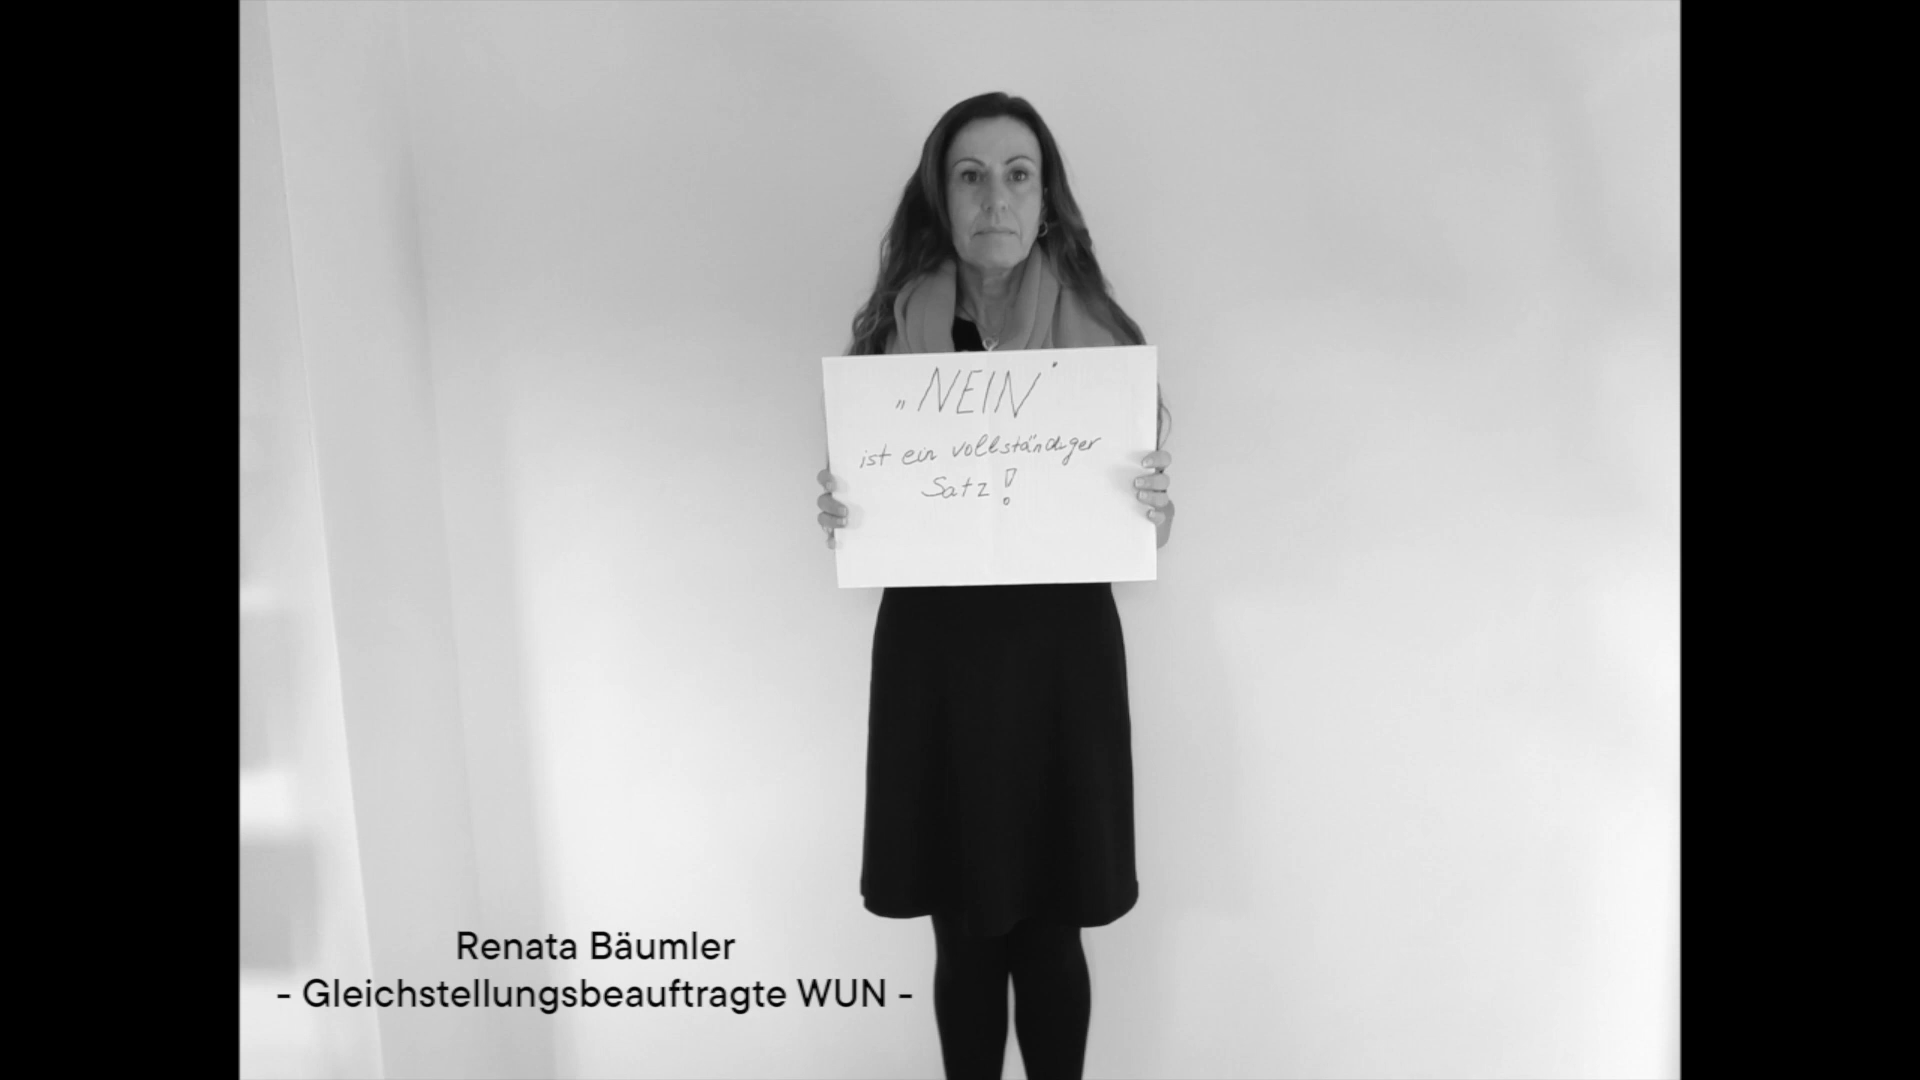 „NEIN"
ist ein vollständiger
Satz!
Renata Bäumler
- Gleichstellungsbeauftragte WUN -